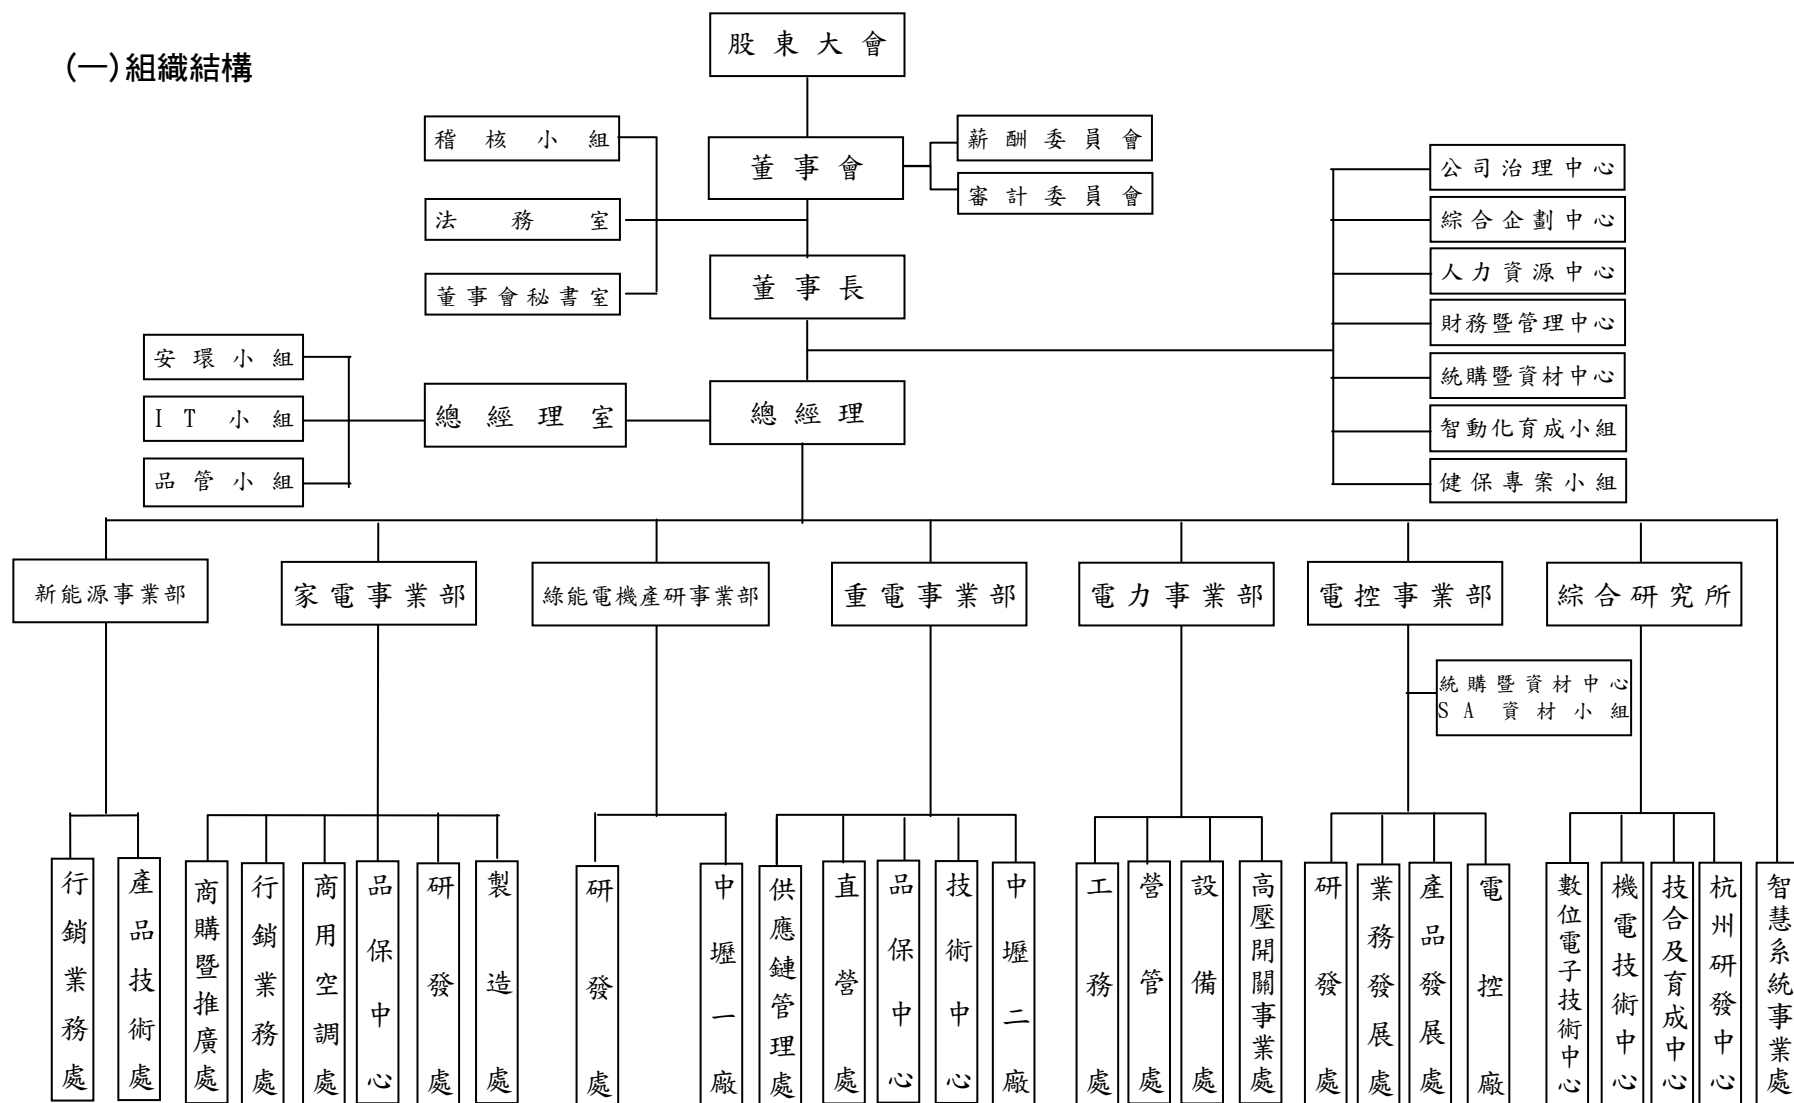 (一)組織結構
股東大會
稽核小組
薪酬委員會
董事會
審計委員會
法務室
董事會秘書室
董事長
公司治理中心
綜合企劃中心
人力資源中心
財務暨管理中心
統購暨資材中心
智動化育成小組
健保專案小組
安環小組
IT 小組
品管小組
總經理室
總經理
新能源事業部
家電事業部
綠能電機產研事業部
重電事業部
電力事業部
電控事業部
綜合研究所
統購暨資材中心
SA 資材小組
行銷業務處
產品技術處
商購暨推廣處
行銷業務處
商用空調處
品保中心
研發處
製造處
研發處
中壢一廠
供應鏈管理處
直營處
品保中心
技術中心
中壢二廠
工務處
營管處
設備處
高壓開關事業處
研發處
業務發展處
產品發展處
電控廠
數位電子技術中心
機電技術中心
技合及育成中心
杭州研發中心
智慧系統事業處